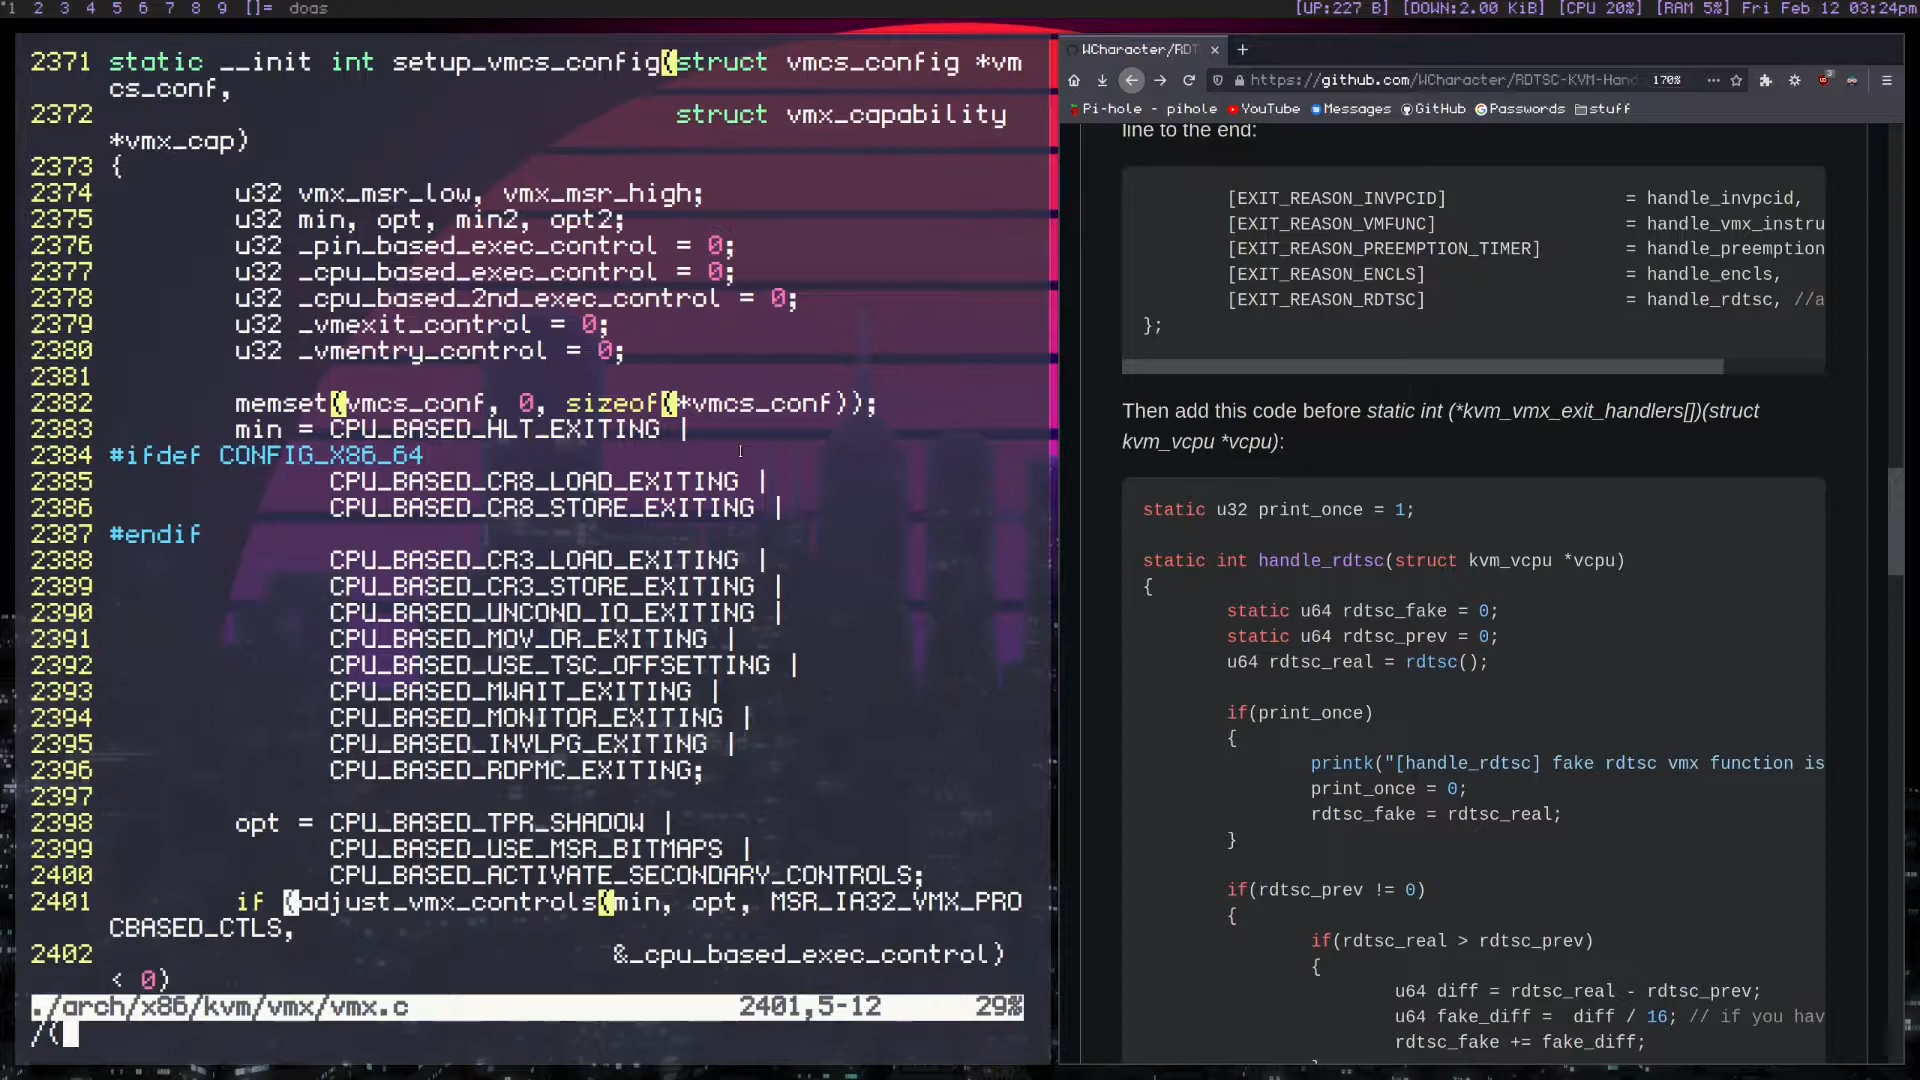 1 2 3 4 5 6 7 8 9 []= doas
[UP:227 B] [DOWN:2.00 KiB] [CPU 20%] [RAM 5%] Fri Feb 12 03:24pm
2371 static __init int setup_vmcs_config(struct vmcs_config *vm
cs_conf,
2372 struct vmx_capability
*vmx_cap)
2373 {
2374 u32 vmx_msr_low, vmx_msr_high;
2375 u32 min, opt, min2, opt2;
2376 u32 _pin_based_exec_control = 0;
2377 u32 _cpu_based_exec_control = 0;
2378 u32 _cpu_based_2nd_exec_control = 0;
2379 u32 _vmexit_control = 0;
2380 u32 _vmentry_control = 0;
2381
2382 memset(vmcs_conf, 0, sizeof(*vmcs_conf));
2383 min = CPU_BASED_HLT_EXITING |
2384 #ifdef CONFIG_X86_64
2385 CPU_BASED_CR8_LOAD_EXITING |
2386 CPU_BASED_CR8_STORE_EXITING |
2387 #endif
2388 CPU_BASED_CR3_LOAD_EXITING |
2389 CPU_BASED_CR3_STORE_EXITING |
2390 CPU_BASED_UNCOND_IO_EXITING |
2391 CPU_BASED_MOV_DR_EXITING |
2392 CPU_BASED_USE_TSC_OFFSETTING |
2393 CPU_BASED_MWAIT_EXITING |
2394 CPU_BASED_MONITOR_EXITING |
2395 CPU_BASED_INVLPG_EXITING |
2396 CPU_BASED_RDPMC_EXITING;
2397
2398 opt = CPU_BASED_TPR_SHADOW |
2399 CPU_BASED_USE_MSR_BITMAPS |
2400 CPU_BASED_ACTIVATE_SECONDARY_CONTROLS;
2401 if (adjust_vmx_controls(min, opt, MSR_IA32_VMX_PRO
CBASED_CTLS,
2402 &_cpu_based_exec_control)
< 0)
./arch/x86/kvm/vmx/vmx.c 2401,5-12 29%
/(
WCharacter/RDT
https://github.com/WCharacter/RDTSC-KVM-Hand 170%
Pi-hole - pihole YouTube Messages GitHub Passwords stuff
line to the end:
[EXIT_REASON_INVPCID] = handle_invpcid,
[EXIT_REASON_VMFUNC] = handle_vmx_instru
[EXIT_REASON_PREEMPTION_TIMER] = handle_preemption
[EXIT_REASON_ENCLS] = handle_encls,
[EXIT_REASON_RDTSC] = handle_rdtsc, //a
};
Then add this code before static int (*kvm_vmx_exit_handlers[])(struct
kvm_vcpu *vcpu):
static u32 print_once = 1;
static int handle_rdtsc(struct kvm_vcpu *vcpu)
{
static u64 rdtsc_fake = 0;
static u64 rdtsc_prev = 0;
u64 rdtsc_real = rdtsc();
if(print_once)
{
printk("[handle_rdtsc] fake rdtsc vmx function is
print_once = 0;
rdtsc_fake = rdtsc_real;
}
if(rdtsc_prev != 0)
{
if(rdtsc_real > rdtsc_prev)
{
u64 diff = rdtsc_real - rdtsc_prev;
u64 fake_diff = diff / 16; // if you hav
rdtsc_fake += fake_diff;